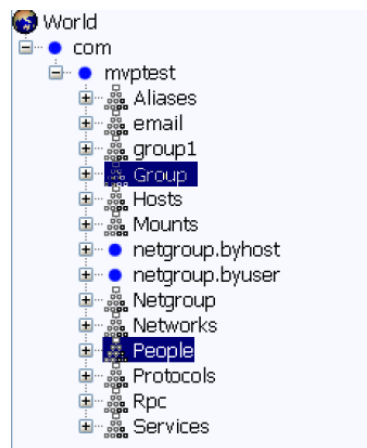 World
com
mvptest
Aliases
email
group1
Group
Hosts
Mounts
netgroup.byhost
netgroup.byuser
Netgroup
Networks
People
Protocols
Rpc
Services